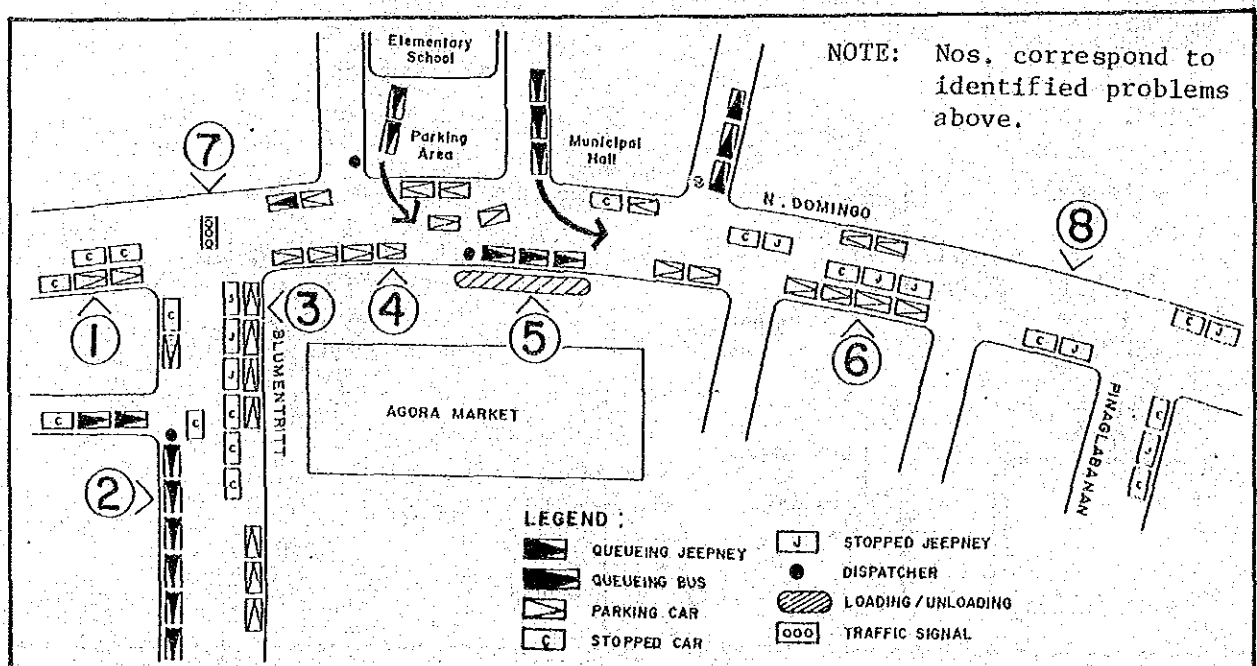 Elementary
School
NOTE: Nos. correspond to
identified problems
above.
7
Parking
Area
Municipal
Hall
C
N. DOMINGO
8
C J
C C
C
C J J
C J
1
C
J
3
4
5
C
J
BLUMENTRITT
6
C J
J
AGORA MARKET
C
C
C
C
C
PINAGLABANAN
C
J
C
2
LEGEND :
QUEUEING JEEPNEY
QUEUEING BUS
PARKING CAR
C STOPPED CAR
J STOPPED JEEPNEY
DISPATCHER
LOADING/UNLOADING
TRAFFIC SIGNAL